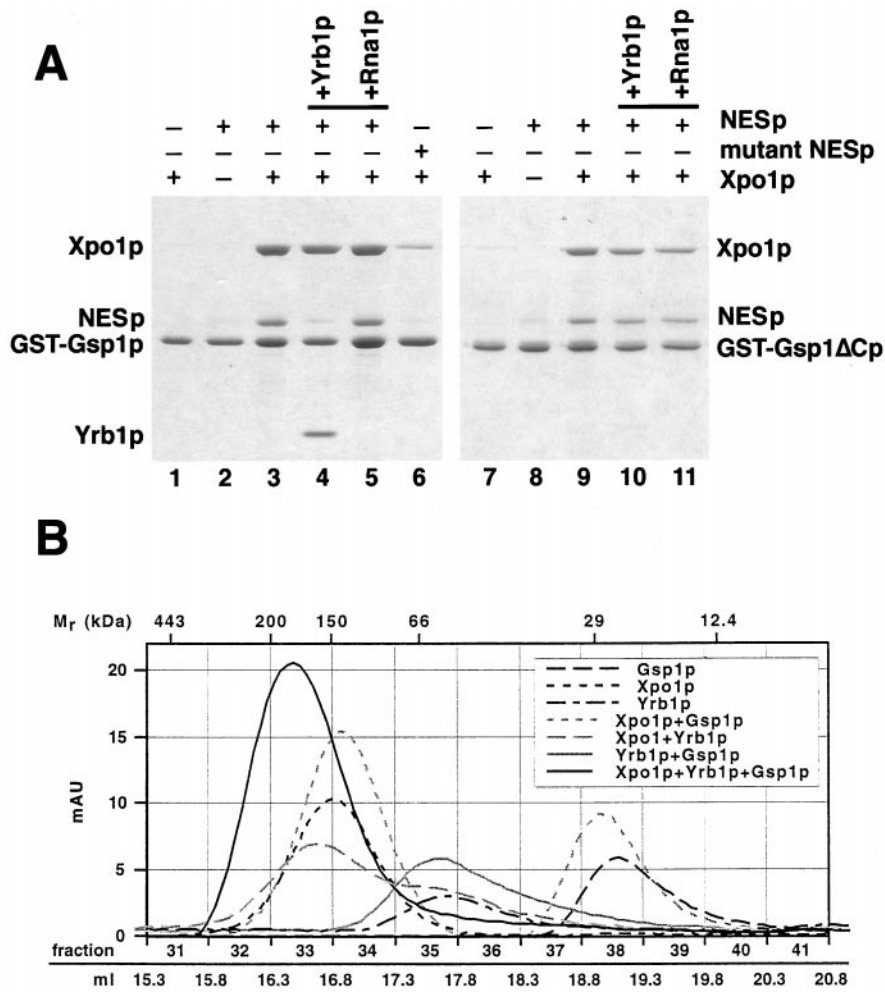 A
+Yrb1p
+Rna1p
+Yrb1p
+Rna1p
– + + + + – – + + + + NESp
– – – – – + – – – – – mutant NESp
+ – + + + + + – + + + Xpo1p
Xpo1p
Xpo1p
NESp
NESp
GST-Gsp1p
GST-Gsp1ΔCp
Yrb1p
1 2 3 4 5 6 7 8 9 10 11
B
Mr (kDa) 443 200 150 66 29 12.4
20
15
10
5
0
mAU
Gsp1p
Xpo1p
Yrb1p
Xpo1p+Gsp1p
Xpo1+Yrb1p
Yrb1p+Gsp1p
Xpo1p+Yrb1p+Gsp1p
fraction 31 32 33 34 35 36 37 38 39 40 41
ml 15.3 15.8 16.3 16.8 17.3 17.8 18.3 18.8 19.3 19.8 20.3 20.8